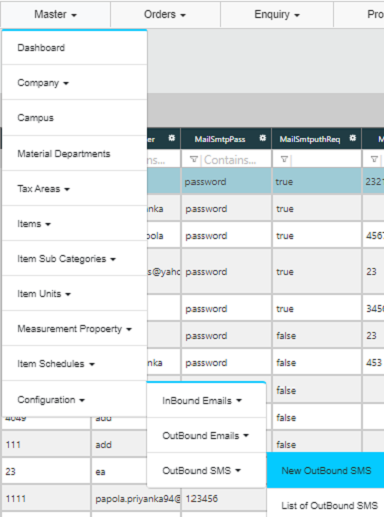 Master Orders Enquiry Pro
Dashboard
Company
Campus
Material Departments
Tax Areas
Items
Item Sub Categories
Item Units
Measurement Propoerty
Item Schedules
Configuration
InBound Emails
OutBound Emails
OutBound SMS
New OutBound SMS
List of OutBound SMS
er MailSmtpPass MailSmtputhReq M
ns... Contains...
password true 2321
nka password true
pola password true 4567
s@yahc password true 23
password true 3456
password false 23
nka password false 453
false
4049 add false
111 add false
23 ea
1111 papola.priyanka94@ 123456